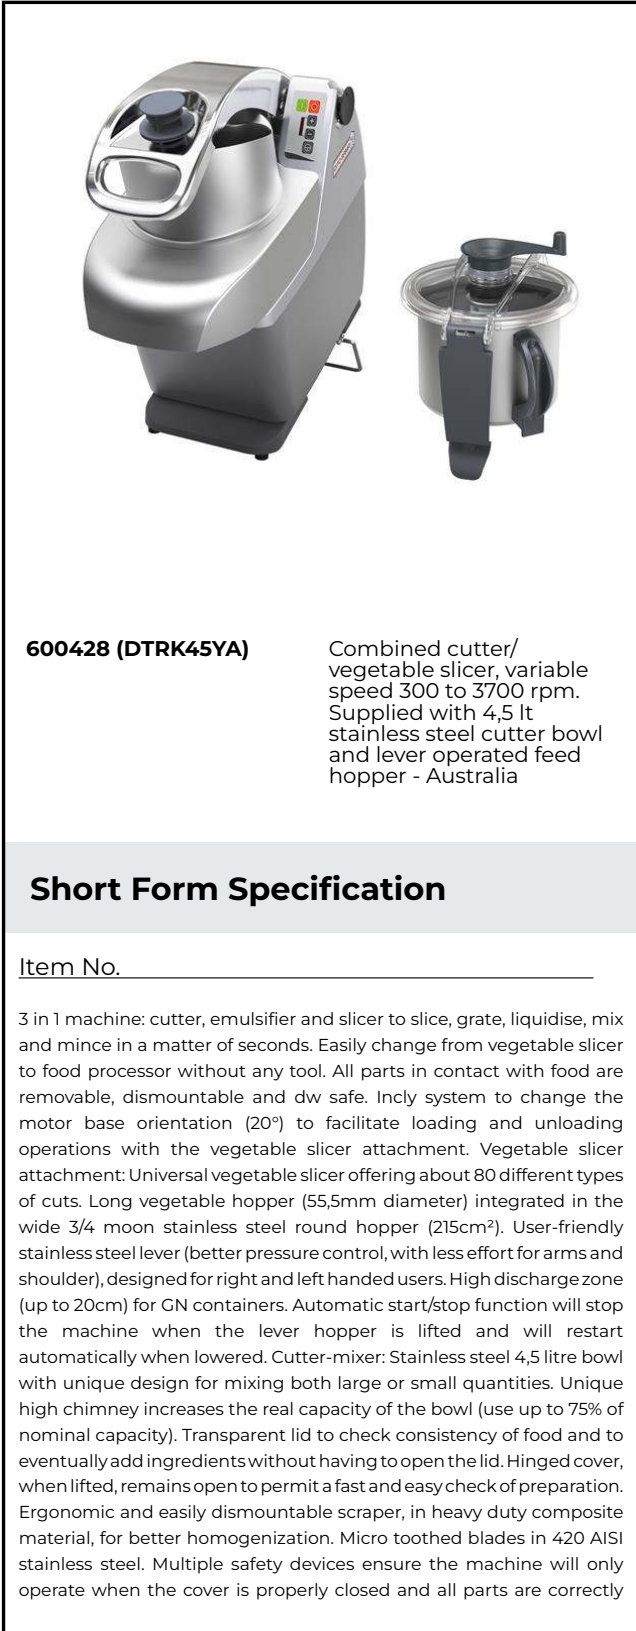 600428 (DTRK45YA)
Combined cutter/
vegetable slicer, variable
speed 300 to 3700 rpm.
Supplied with 4,5 lt
stainless steel cutter bowl
and lever operated feed
hopper - Australia
Short Form Specification
Item No.
3 in 1 machine: cutter, emulsifier and slicer to slice, grate, liquidise, mix
and mince in a matter of seconds. Easily change from vegetable slicer
to food processor without any tool. All parts in contact with food are
removable, dismountable and dw safe. Incly system to change the
motor base orientation (20°) to facilitate loading and unloading
operations with the vegetable slicer attachment. Vegetable slicer
attachment: Universal vegetable slicer offering about 80 different types
of cuts. Long vegetable hopper (55,5mm diameter) integrated in the
wide 3/4 moon stainless steel round hopper (215cm²). User-friendly
stainless steel lever (better pressure control, with less effort for arms and
shoulder), designed for right and left handed users. High discharge zone
(up to 20cm) for GN containers. Automatic start/stop function will stop
the machine when the lever hopper is lifted and will restart
automatically when lowered. Cutter-mixer: Stainless steel 4,5 litre bowl
with unique design for mixing both large or small quantities. Unique
high chimney increases the real capacity of the bowl (use up to 75% of
nominal capacity). Transparent lid to check consistency of food and to
eventually add ingredients without having to open the lid. Hinged cover,
when lifted, remains open to permit a fast and easy check of preparation.
Ergonomic and easily dismountable scraper, in heavy duty composite
material, for better homogenization. Micro toothed blades in 420 AISI
stainless steel. Multiple safety devices ensure the machine will only
operate when the cover is properly closed and all parts are correctly